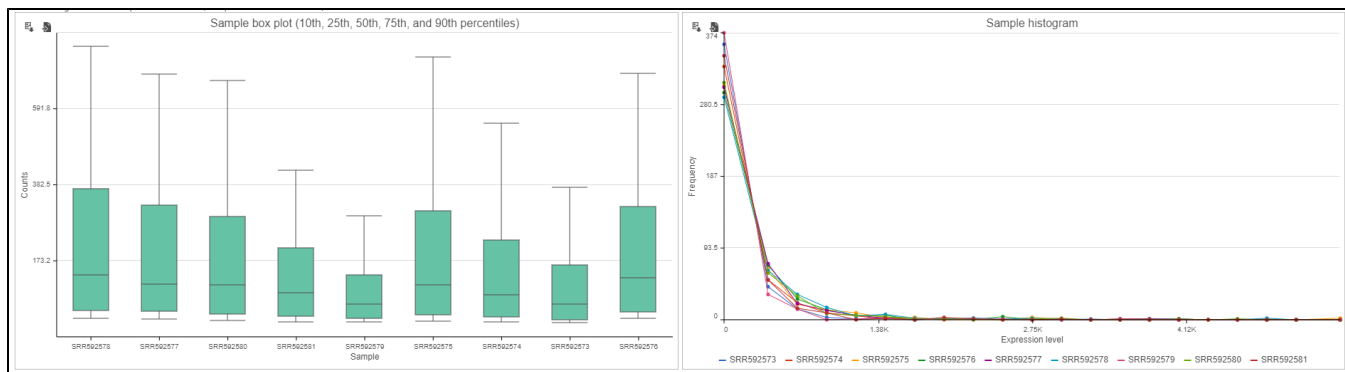 Sample box plot (10th, 25th, 50th, 75th, and 90th percentiles)
591.8
382.5
173.2
Counts
SRR592578 SRR592577 SRR592580 SRR592581 SRR592579 SRR592575 SRR592574 SRR592573 SRR592576
Sample
Sample histogram
374
280.5
187
93.5
0
Frequency
0 1.38K 2.75K 4.12K
Expression level
SRR592573 SRR592574 SRR592575 SRR592576 SRR592577 SRR592578 SRR592579 SRR592580 SRR592581